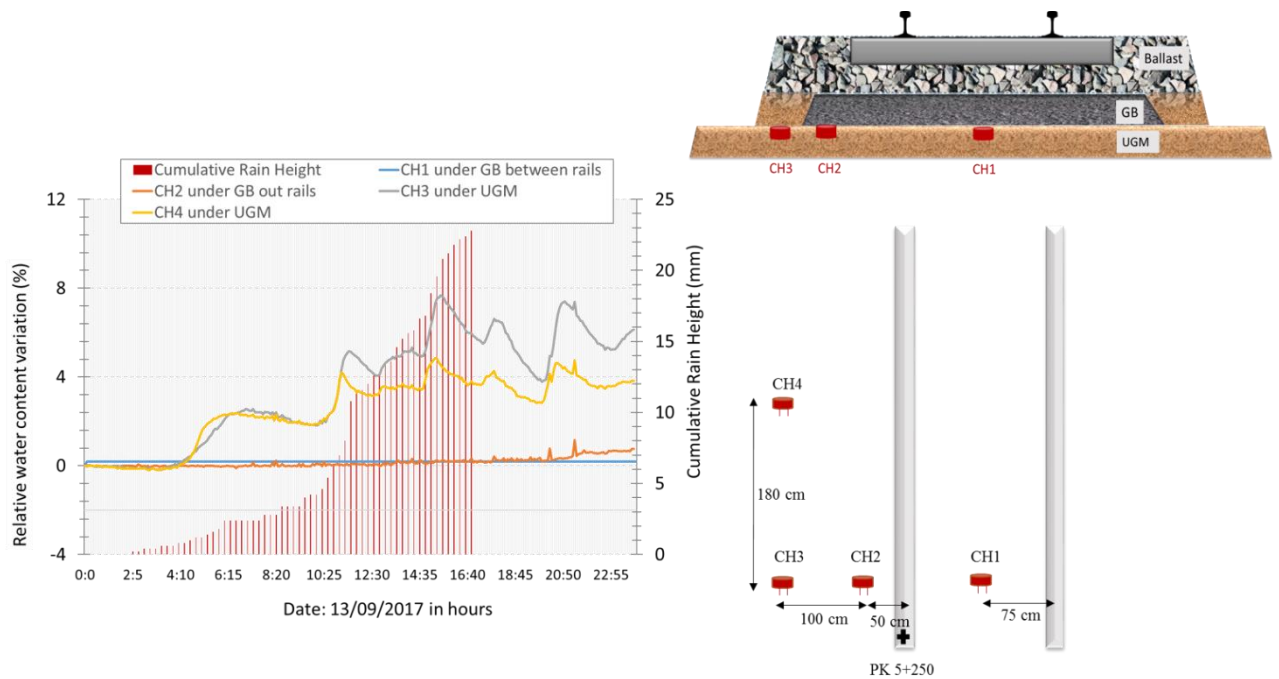 Cumulative Rain Height
CH1 under GB between rails
CH2 under GB out rails
CH3 under UGM
CH4 under UGM
12
8
4
0
-4
25
20
15
10
5
0
0:0 2:5 4:10 6:15 8:20 10:25 12:30 14:35 16:40 18:45 20:50 22:55
Relative water content variation (%)
Cumulative Rain Height (mm)
Date: 13/09/2017 in hours
Ballast
GB
UGM
CH3
CH2
CH1
CH4
180 cm
CH3
CH2
CH1
100 cm
50 cm
75 cm
PK 5+250